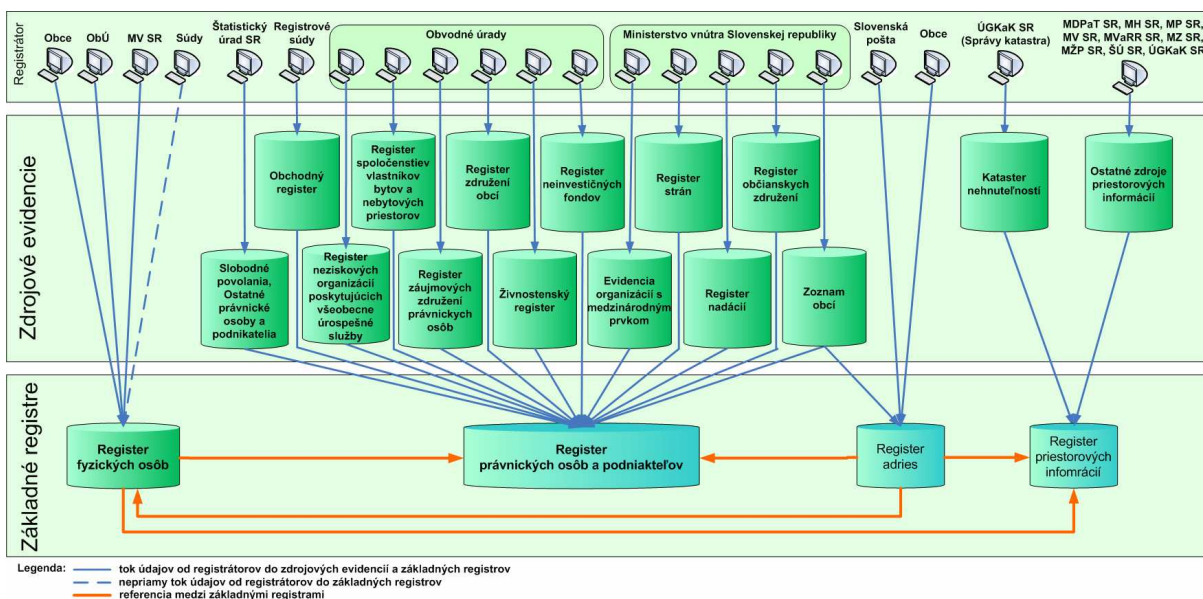 Registrátor
Obce
ObÚ
MV SR
Súdy
Štatistický
úrad SR
Registrové
súdy
Obvodné úrady
Ministerstvo vnútra Slovenskej republiky
Slovenská
pošta
Obce
ÚGKaK SR
(Správy katastra)
MDPaT SR, MH SR, MP SR,
MV SR, MVaRR SR, MZ SR,
MŽP SR, ŠÚ SR, ÚGKaK SR
Zdrojové evidencie
Obchodný
register
Register
spoločenstiev
vlastníkov
bytov a
nebytových
priestorov
Register
združení
obcí
Register
neinvestičných
fondov
Register
strán
Register
občianskych
združení
Kataster
nehnuteľností
Ostatné zdroje
priestorových
informácií
Slobodné
povolania,
Ostatné
právnické
osoby a
podnikatelia
Register
neziskových
organizácií
poskytujúcich
všeobecne
úrospešné
služby
Register
záujmových
združení
právnickych
osôb
Živnostenský
register
Evidencia
organizácií s
medzinárodným
prvkom
Register
nadácií
Zoznam
obcí
Základné registre
Register
fyzických osôb
Register
právnických osôb a podniakteľov
Register
adries
Register
priestorových
infomrácií
Legenda:
tok údajov od registrátorov do zdrojových evidencií a základných registrov
nepriamy tok údajov od registrátorov do základných registrov
referencia medzi základnými registrami